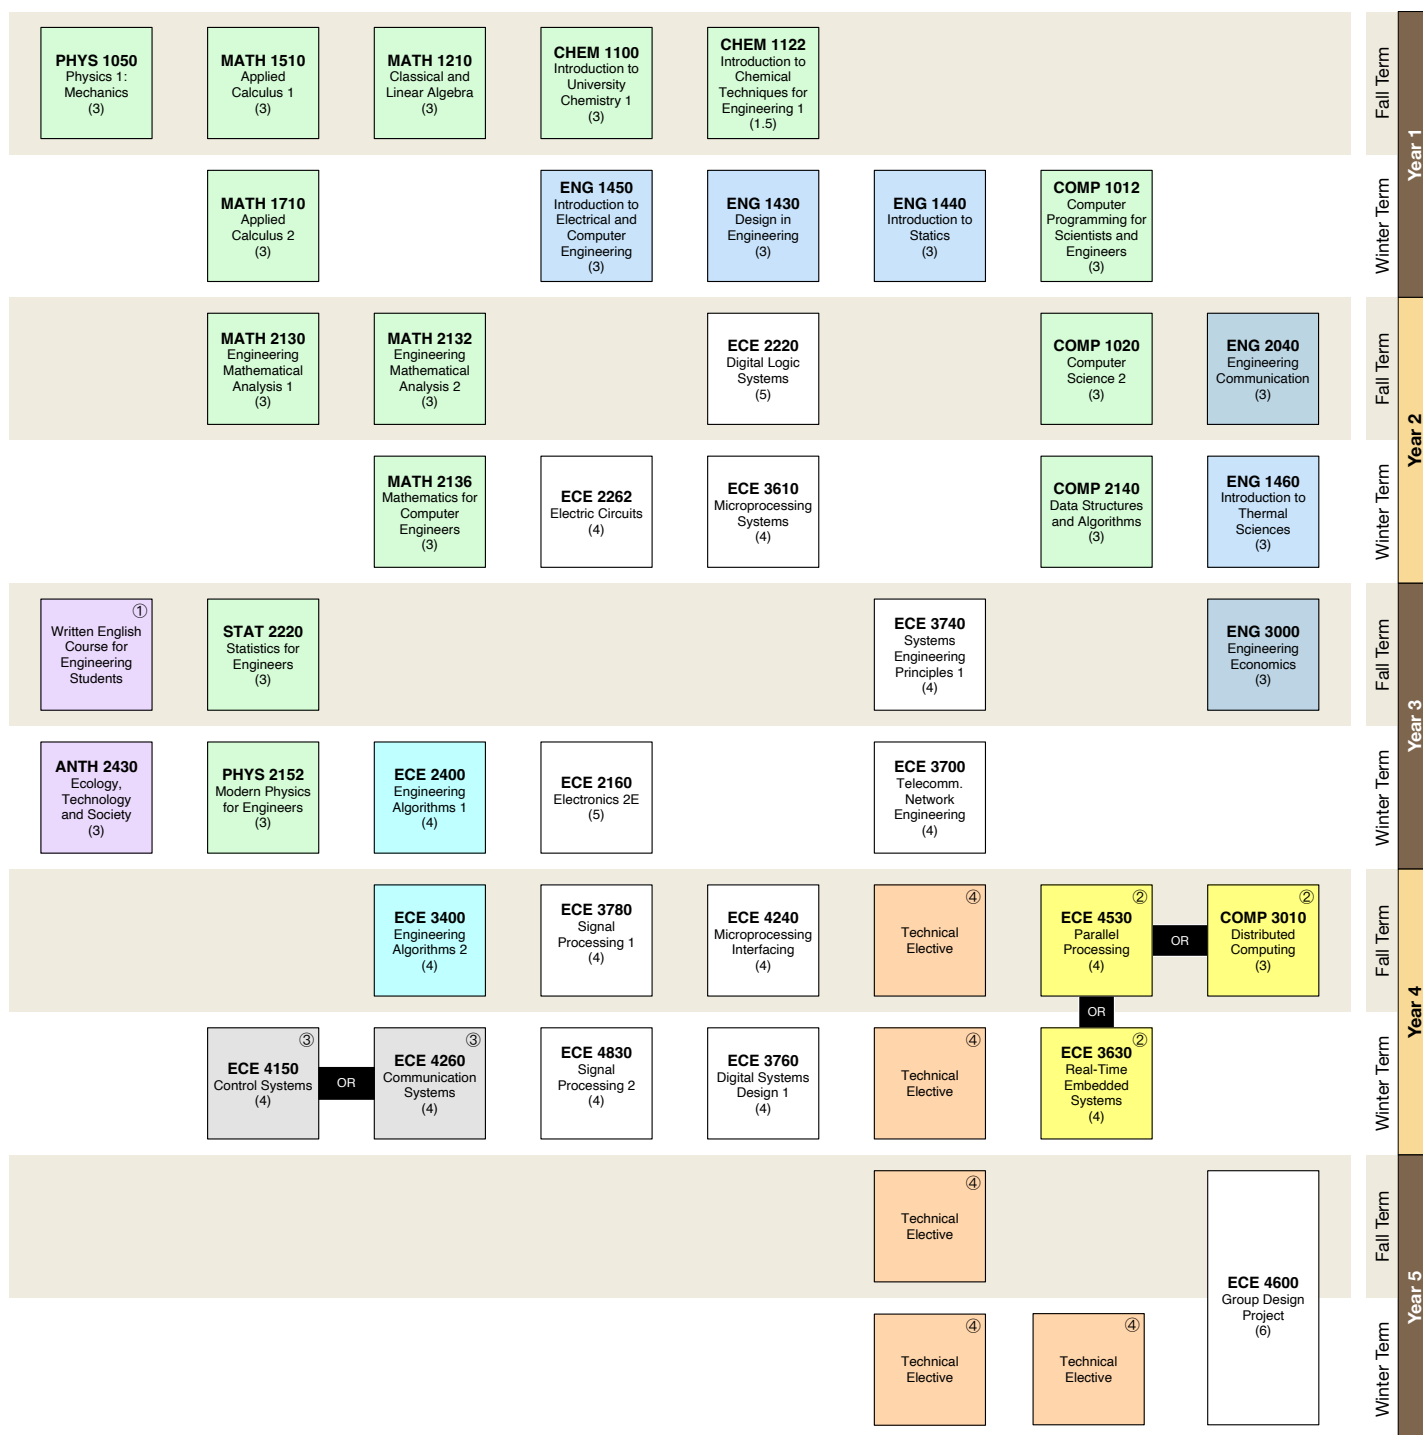 PHYS 1050
Physics 1:
Mechanics
(3)
MATH 1510
Applied
Calculus 1
(3)
MATH 1210
Classical and
Linear Algebra
(3)
CHEM 1100
Introduction to
University
Chemistry 1
(3)
CHEM 1122
Introduction to
Chemical
Techniques for
Engineering 1
(1.5)
Fall Term
Year 1
MATH 1710
Applied
Calculus 2
(3)
ENG 1450
Introduction to
Electrical and
Computer
Engineering
(3)
ENG 1430
Design in
Engineering
(3)
ENG 1440
Introduction to
Statics
(3)
COMP 1012
Computer
Programming for
Scientists and
Engineers
(3)
Winter Term
MATH 2130
Engineering
Mathematical
Analysis 1
(3)
MATH 2132
Engineering
Mathematical
Analysis 2
(3)
ECE 2220
Digital Logic
Systems
(5)
COMP 1020
Computer
Science 2
(3)
ENG 2040
Engineering
Communication
(3)
Fall Term
Year 2
MATH 2136
Mathematics for
Computer
Engineers
(3)
ECE 2262
Electric Circuits
(4)
ECE 3610
Microprocessing
Systems
(4)
COMP 2140
Data Structures
and Algorithms
(3)
ENG 1460
Introduction to
Thermal
Sciences
(3)
Winter Term
①
Written English
Course for
Engineering
Students
STAT 2220
Statistics for
Engineers
(3)
ECE 3740
Systems
Engineering
Principles 1
(4)
ENG 3000
Engineering
Economics
(3)
Fall Term
Year 3
ANTH 2430
Ecology,
Technology
and Society
(3)
PHYS 2152
Modern Physics
for Engineers
(3)
ECE 2400
Engineering
Algorithms 1
(4)
ECE 2160
Electronics 2E
(5)
ECE 3700
Telecomm.
Network
Engineering
(4)
Winter Term
ECE 3400
Engineering
Algorithms 2
(4)
ECE 3780
Signal
Processing 1
(4)
ECE 4240
Microprocessing
Interfacing
(4)
④
Technical
Elective
②
ECE 4530
Parallel
Processing
(4)
OR
②
COMP 3010
Distributed
Computing
(3)
Fall Term
Year 4
OR
③
ECE 4150
Control Systems
(4)
OR
③
ECE 4260
Communication
Systems
(4)
ECE 4830
Signal
Processing 2
(4)
ECE 3760
Digital Systems
Design 1
(4)
④
Technical
Elective
②
ECE 3630
Real-Time
Embedded
Systems
(4)
Winter Term
④
Technical
Elective
ECE 4600
Group Design
Project
(6)
Fall Term
Year 5
④
Technical
Elective
④
Technical
Elective
Winter Term